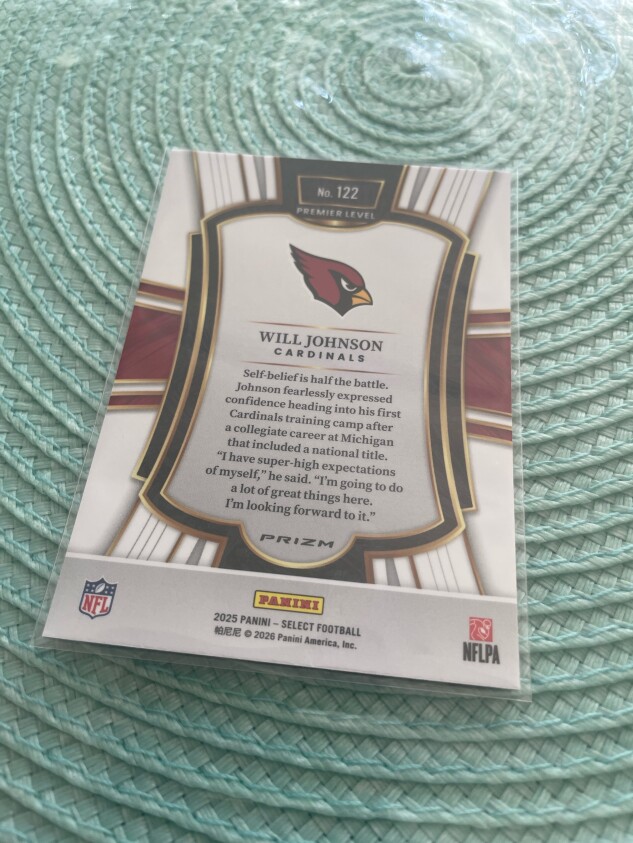 No. 122
PREMIER LEVEL
WILL JOHNSON
CARDINALS
Self-belief is half the battle.
Johnson fearlessly expressed
confidence heading into his first
Cardinals training camp after
a collegiate career at Michigan
that included a national title.
“I have super-high expectations
of myself,” he said. “I’m going to do
a lot of great things here.
I’m looking forward to it.”
PRIZM
NFL
PANINI
2025 PANINI – SELECT FOOTBALL
帕尼尼 © 2026 Panini America, Inc.
NFLPA